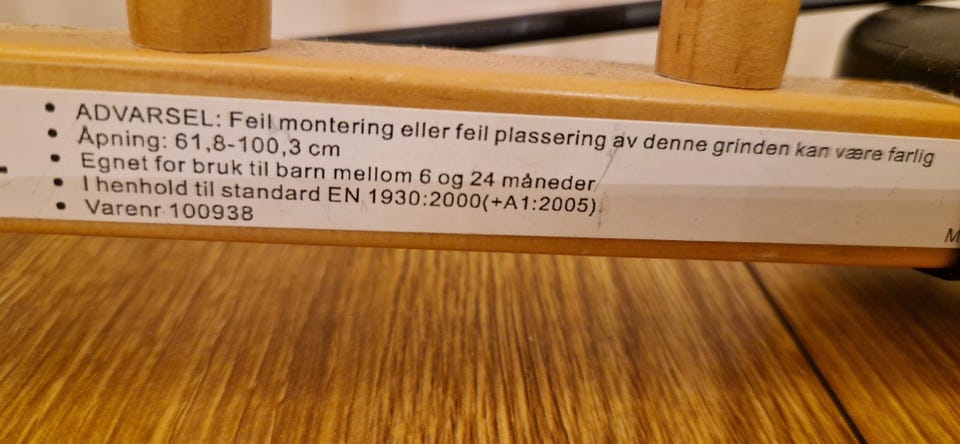 • ADVARSEL: Feil montering eller feil plassering av denne grinden kan være farlig
• Åpning: 61,8-100,3 cm
• Egnet for bruk til barn mellom 6 og 24 måneder
• I henhold til standard EN 1930:2000(+A1:2005)
• Varenr 100938